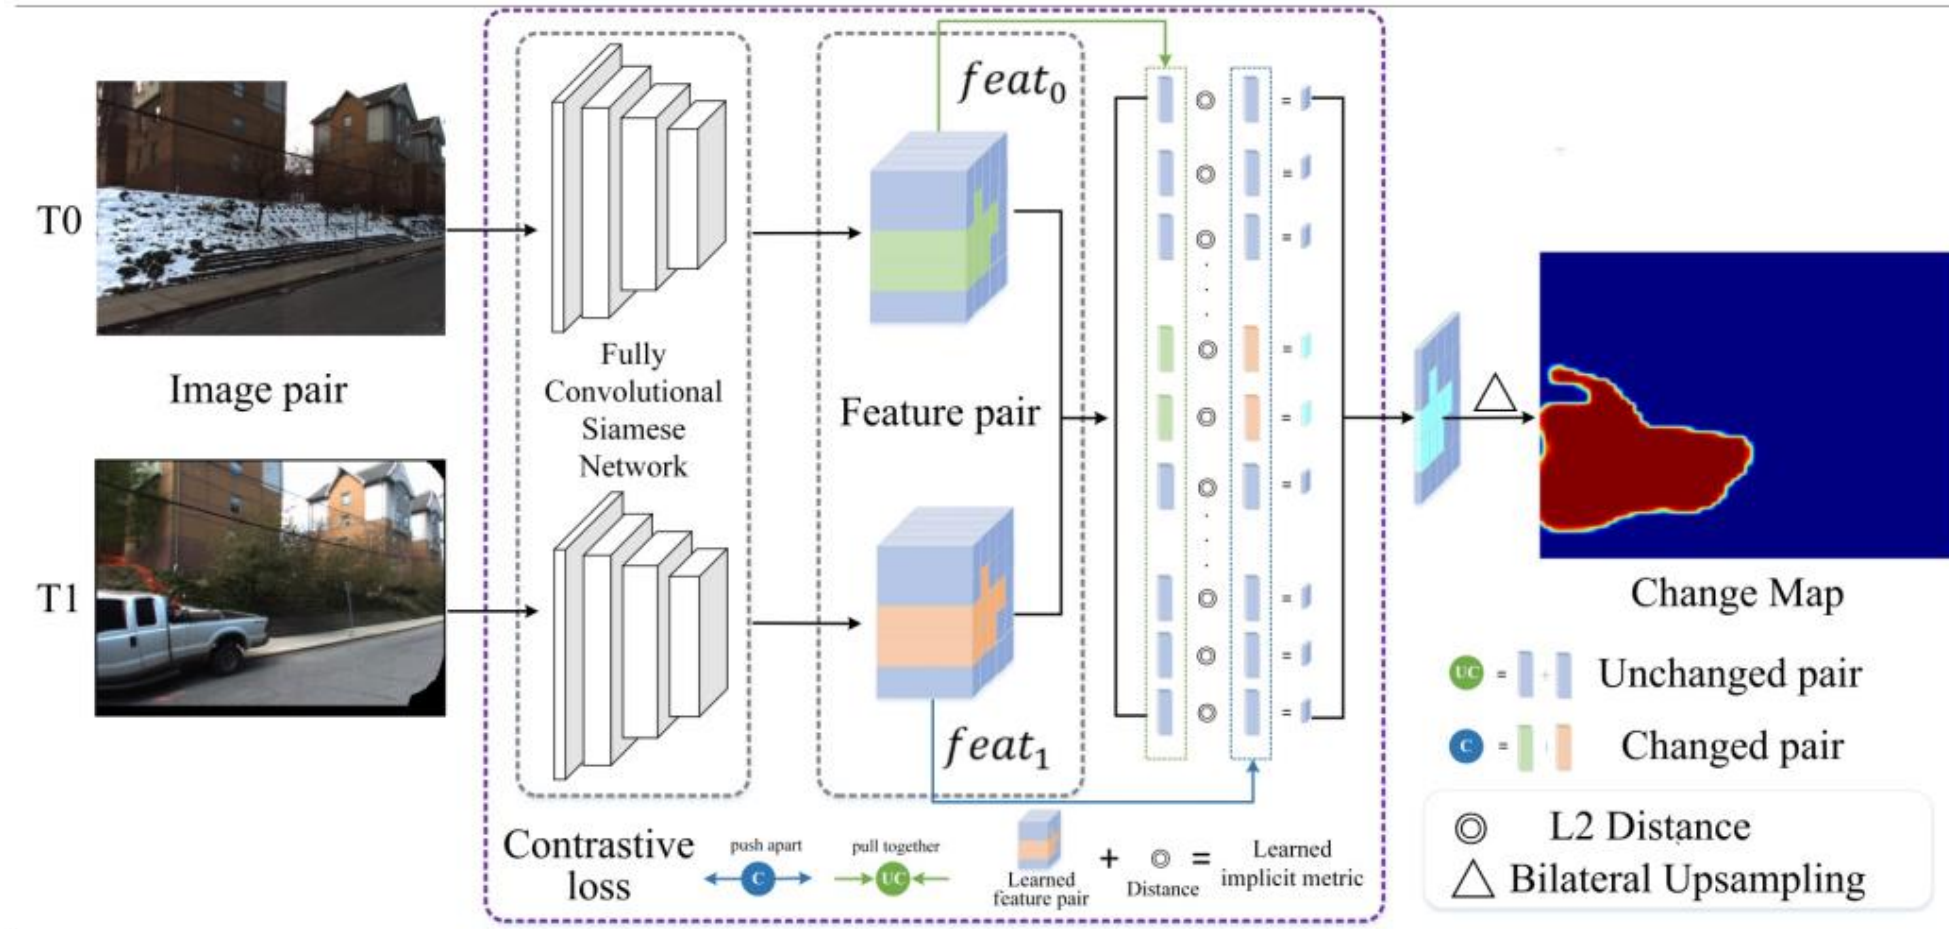 T0
Image pair
T1
Fully
Convolutional
Siamese
Network
feat0
Feature pair
feat1
=
=
=
=
=
=
=
=
=
Change Map
UC = + Unchanged pair
C = Changed pair
L2 Distance
Bilateral Upsampling
Contrastive
loss
push apart
C
pull together
UC
Learned
feature pair
+
Distance
=
Learned
implicit metric